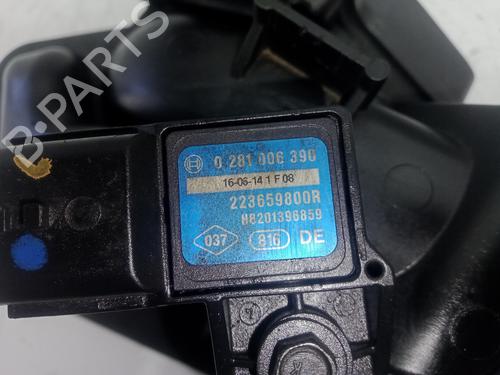 B-PARTS
0 281 006 390
16-06-14 1 F 08
223659800R
H8201396859
037 816 DE